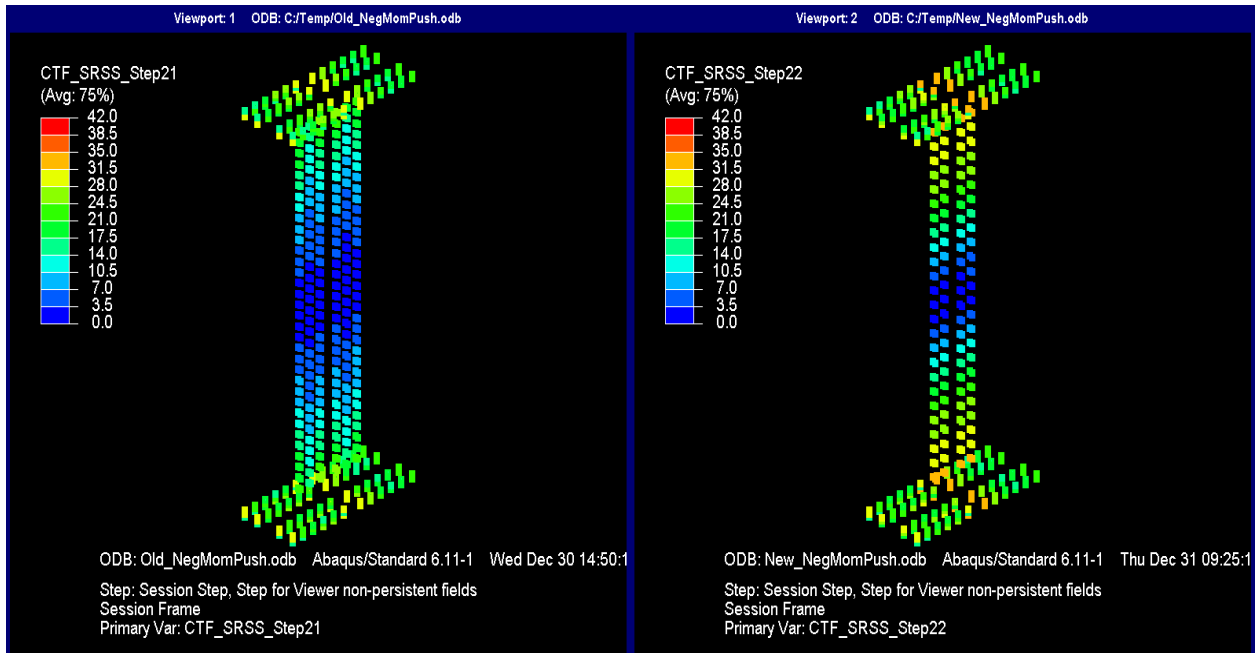 Viewport: 1 ODB: C:/Temp/Old_NegMomPush.odb
CTF_SRSS_Step21
(Avg: 75%)
42.0
38.5
35.0
31.5
28.0
24.5
21.0
17.5
14.0
10.5
7.0
3.5
0.0
ODB: Old_NegMomPush.odb Abaqus/Standard 6.11-1 Wed Dec 30 14:50:1
Step: Session Step, Step for Viewer non-persistent fields
Session Frame
Primary Var: CTF_SRSS_Step21
Viewport: 2 ODB: C:/Temp/New_NegMomPush.odb
CTF_SRSS_Step22
(Avg: 75%)
42.0
38.5
35.0
31.5
28.0
24.5
21.0
17.5
14.0
10.5
7.0
3.5
0.0
ODB: New_NegMomPush.odb Abaqus/Standard 6.11-1 Thu Dec 31 09:25:1
Step: Session Step, Step for Viewer non-persistent fields
Session Frame
Primary Var: CTF_SRSS_Step22